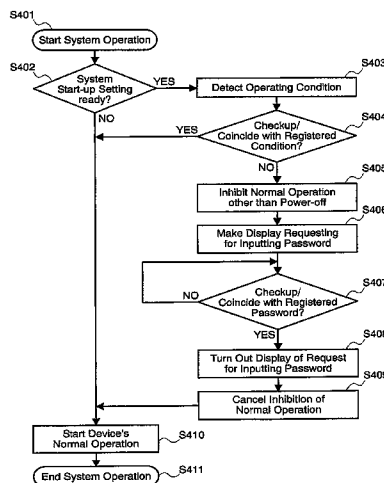 S401
Start System Operation
S402
System
Start-up Setting
ready?
YES
NO
S403
Detect Operating Condition
S404
Checkup/
Coincide with Registered
Condition?
YES
NO
S405
Inhibit Normal Operation
other than Power-off
S406
Make Display Requesting
for Inputting Password
S407
Checkup/
Coincide with Registered
Password?
NO
YES
S408
Turn Out Display of Request
for Inputting Password
S409
Cancel Inhibition of
Normal Operation
Start Device's
Normal Operation
S410
End System Operation
S411